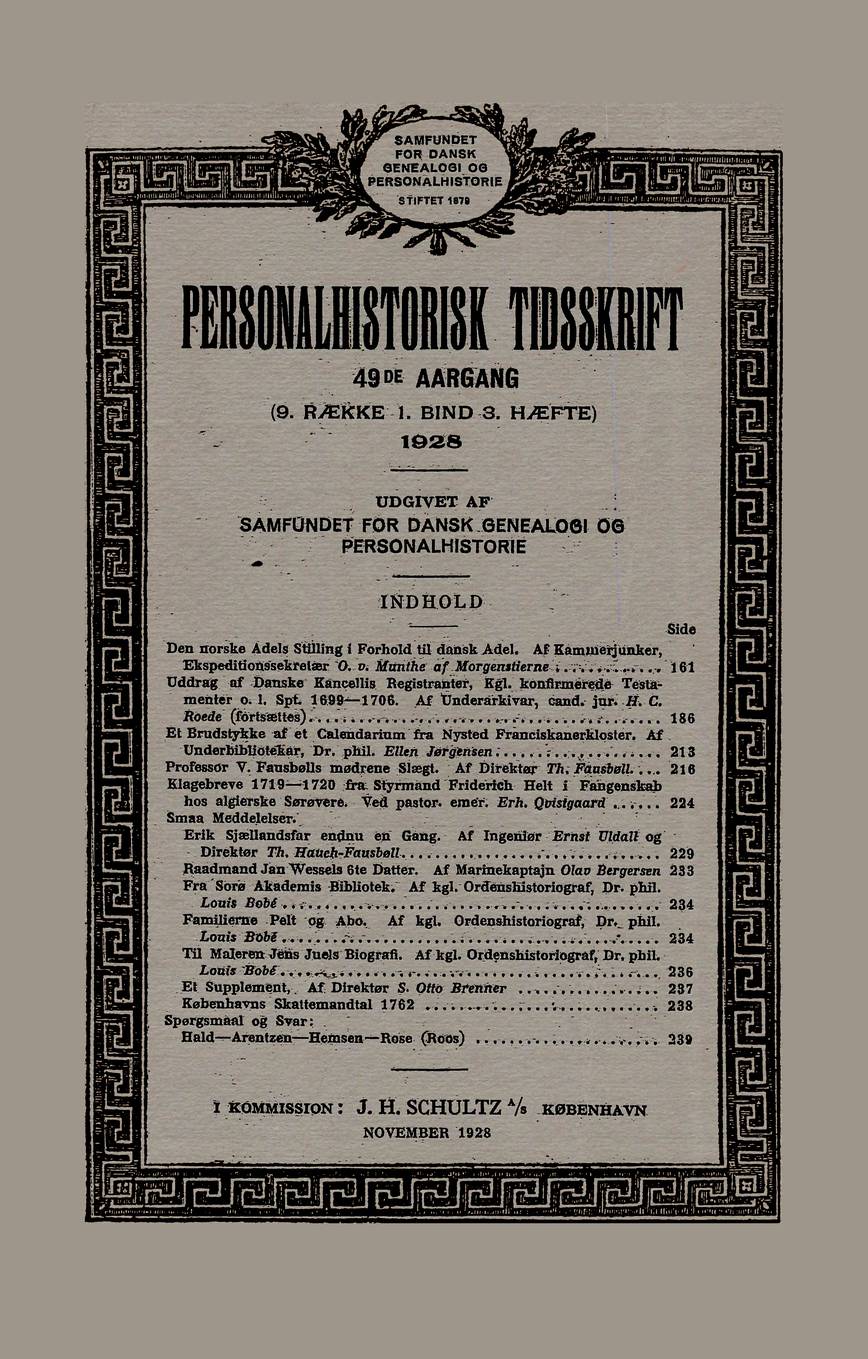 SAMFUNDET
FOR DANSK
GENEALOGI OG
PERSONALHISTORIE
STIFTET 1879
PERSONALHISTORISK TIDSSKRIFT
49DE AARGANG
(9. RÆKKE 1. BIND 3. HÆFTE)
1928
UDGIVET AF
SAMFUNDET FOR DANSK GENEALOGI OG
PERSONALHISTORIE
INDHOLD
Side
Den norske Adels Stilling i Forhold til dansk Adel. Af Kammerjunker,
Ekspeditionssekretær O. v. Munthe af Morgenstierne ................ 161
Uddrag af Danske Kancellis Registranter, Kgl. konfirmerede Testa-
menter o. l. Spt. 1699—1706. Af Underarkivar, cand. jur. H. C.
Roede (fortsættes) ................ 186
Et Brudstykke af et Calendarium fra Nysted Franciskanerkloster. Af
Underbibliotekar, Dr. phil. Ellen Jørgensen ................ 213
Professor V. Fausbølls mødrene Slægt. Af Direktør Th. Fausbøll .... 216
Klagebreve 1719—1720 fra Styrmand Friderich Helt i Fangenskab
hos algierske Sørøvere. Ved pastor. emer. Erh. Qvistgaard ...... 224
Smaa Meddelelser.
Erik Sjællandsfar endnu en Gang. Af Ingeniør Ernst Uldall og
Direktør Th. Hauch-Fausbøll ................ 229
Raadmand Jan Wessels 6te Datter. Af Marinekaptajn Olav Bergersen 233
Fra Sorø Akademis Bibliotek. Af kgl. Ordenshistoriograf, Dr. phil.
Louis Bobé ................ 234
Familierne Pelt og Abo. Af kgl. Ordenshistoriograf, Dr. phil.
Louis Bobé ................ 234
Til Maleren Jens Juels Biografi. Af kgl. Ordenshistoriograf, Dr. phil.
Louis Bobé ................ 236
Et Supplement, Af Direktør S. Otto Brenner ................ 237
Københavns Skattemandtal 1762 ................ 238
Spørgsmaal og Svar:
Hald—Arentzen—Hemsen—Rose (Roos) ................ 239
I KOMMISSION: J. H. SCHULTZ A/S KØBENHAVN
NOVEMBER 1928